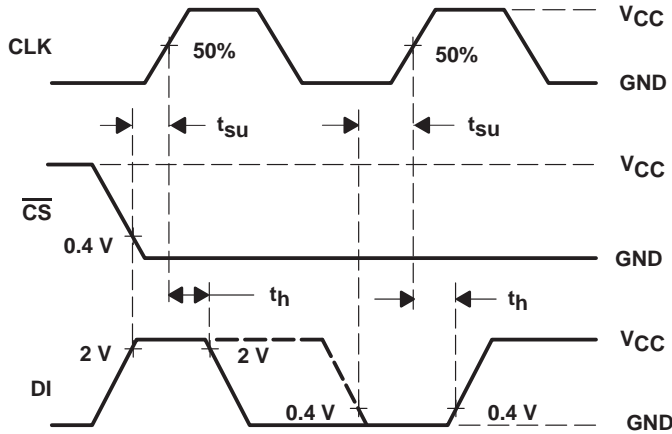 VCC
CLK
50%
50%
GND
tsu
tsu
VCC
CS
0.4 V
GND
th
th
VCC
2 V
2 V
DI
0.4 V
0.4 V
GND